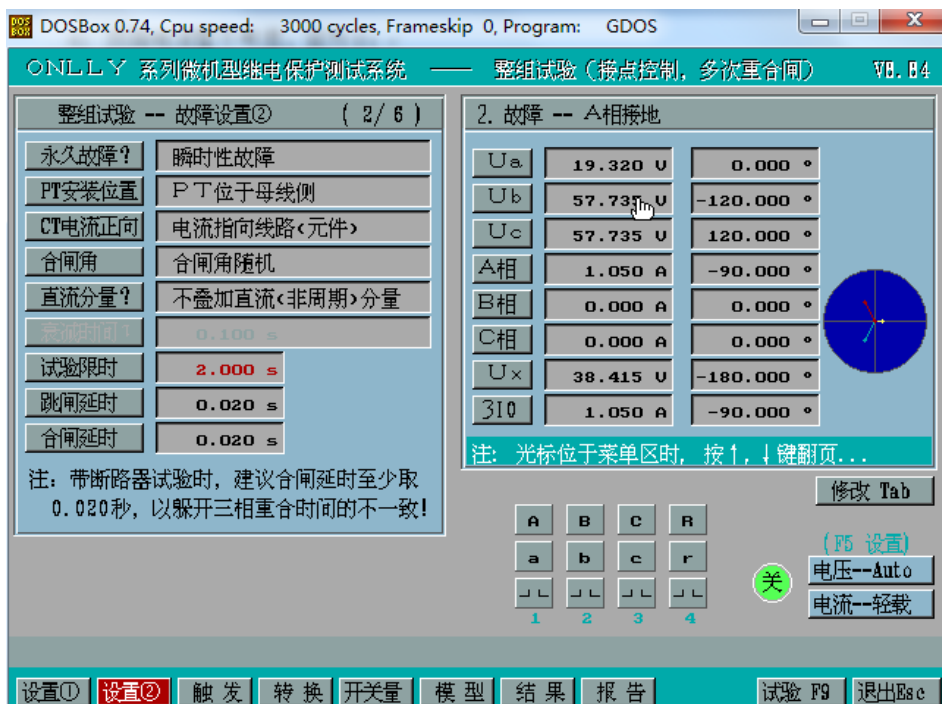 DOSBox 0.74, Cpu speed: 3000 cycles, Frameskip 0, Program: GDOS
ONLLY 系列微机型继电保护测试系统 —— 整组试验（接点控制，多次重合闸） V8.04
整组试验 -- 故障设置② ( 2/ 6 )
永久故障? 瞬时性故障
PT安装位置 PT位于母线侧
CT电流正向 电流指向线路<元件>
合闸角 合闸角随机
直流分量? 不叠加直流<非周期>分量
衰减时间τ 0.100 s
试验限时 2.000 s
跳闸延时 0.020 s
合闸延时 0.020 s
注: 带断路器试验时, 建议合闸延时至少取
0.020秒, 以躲开三相重合时间的不一致!
2. 故障 -- A相接地
Ua 19.320 V 0.000 °
Ub 57.735 V -120.000 °
Uc 57.735 V 120.000 °
A相 1.050 A -90.000 °
B相 0.000 A 0.000 °
C相 0.000 A 0.000 °
Ux 38.415 V -180.000 °
3I0 1.050 A -90.000 °
注: 光标位于菜单区时, 按↑,↓键翻页...
修改 Tab
A B C R
a b c r
1 2 3 4
关
(F5 设置)
电压--Auto
电流--轻载
设置① 设置② 触发 转换 开关量 模型 结果 报告 试验 F9 退出Esc